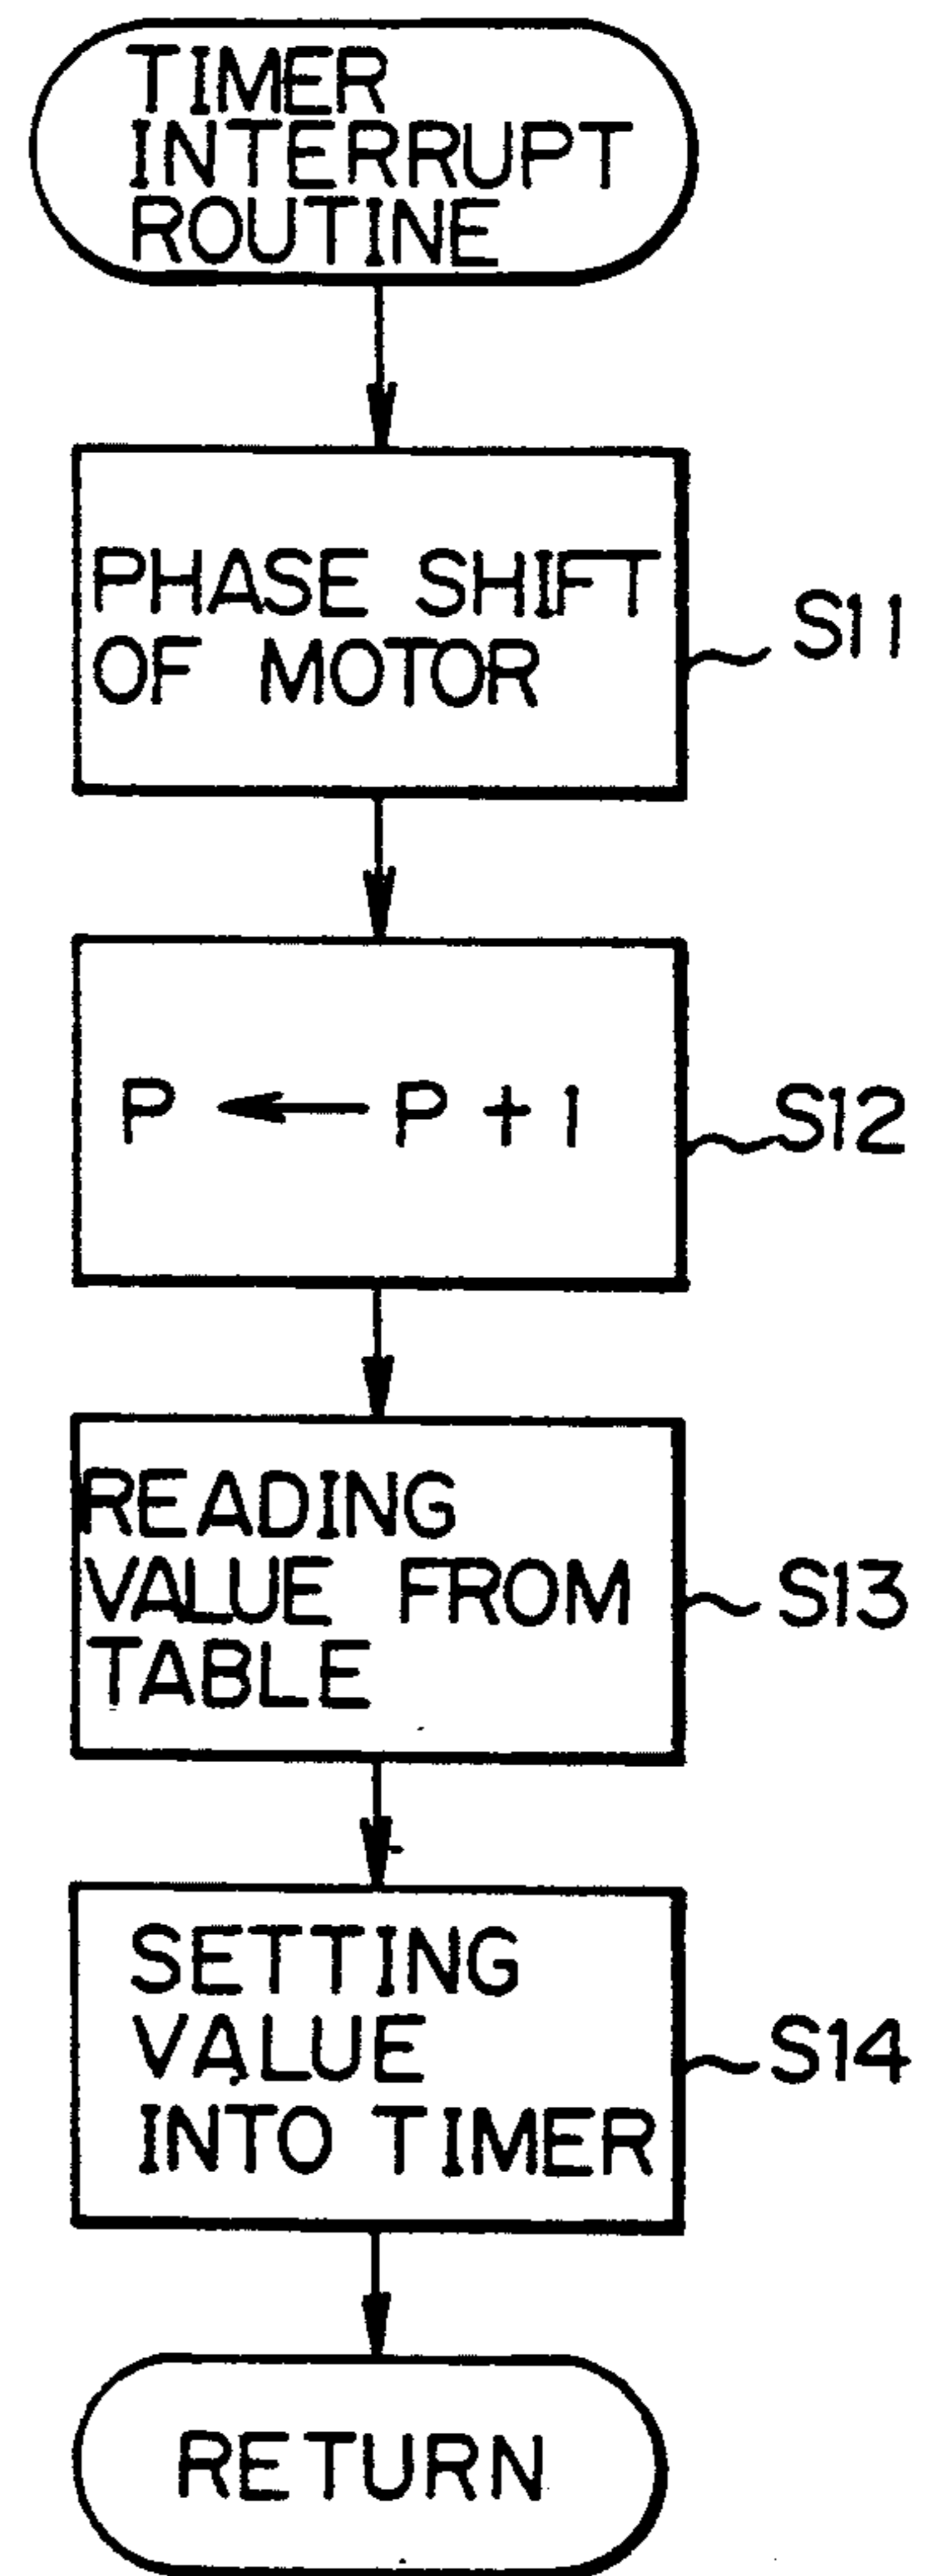 TIMER
INTERRUPT
ROUTINE
PHASE SHIFT
OF MOTOR
S11
P ← P + 1
S12
READING
VALUE FROM
TABLE
S13
SETTING
VALUE
INTO TIMER
S14
RETURN